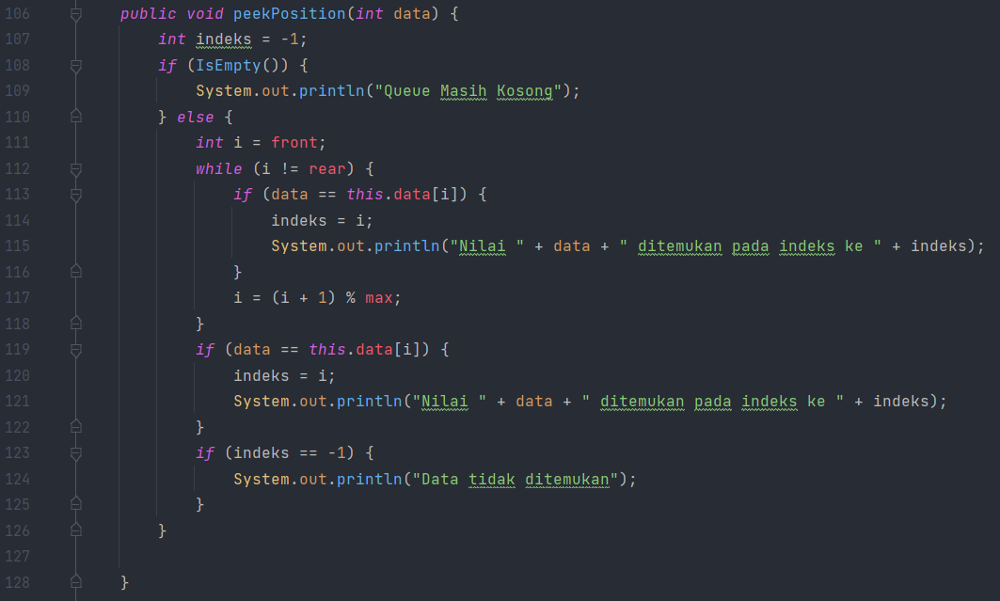 106 public void peekPosition(int data) {
107 int indeks = -1;
108 if (IsEmpty()) {
109 System.out.println("Queue Masih Kosong");
110 } else {
111 int i = front;
112 while (i != rear) {
113 if (data == this.data[i]) {
114 indeks = i;
115 System.out.println("Nilai " + data + " ditemukan pada indeks ke " + indeks);
116 }
117 i = (i + 1) % max;
118 }
119 if (data == this.data[i]) {
120 indeks = i;
121 System.out.println("Nilai " + data + " ditemukan pada indeks ke " + indeks);
122 }
123 if (indeks == -1) {
124 System.out.println("Data tidak ditemukan");
125 }
126 }
127
128 }